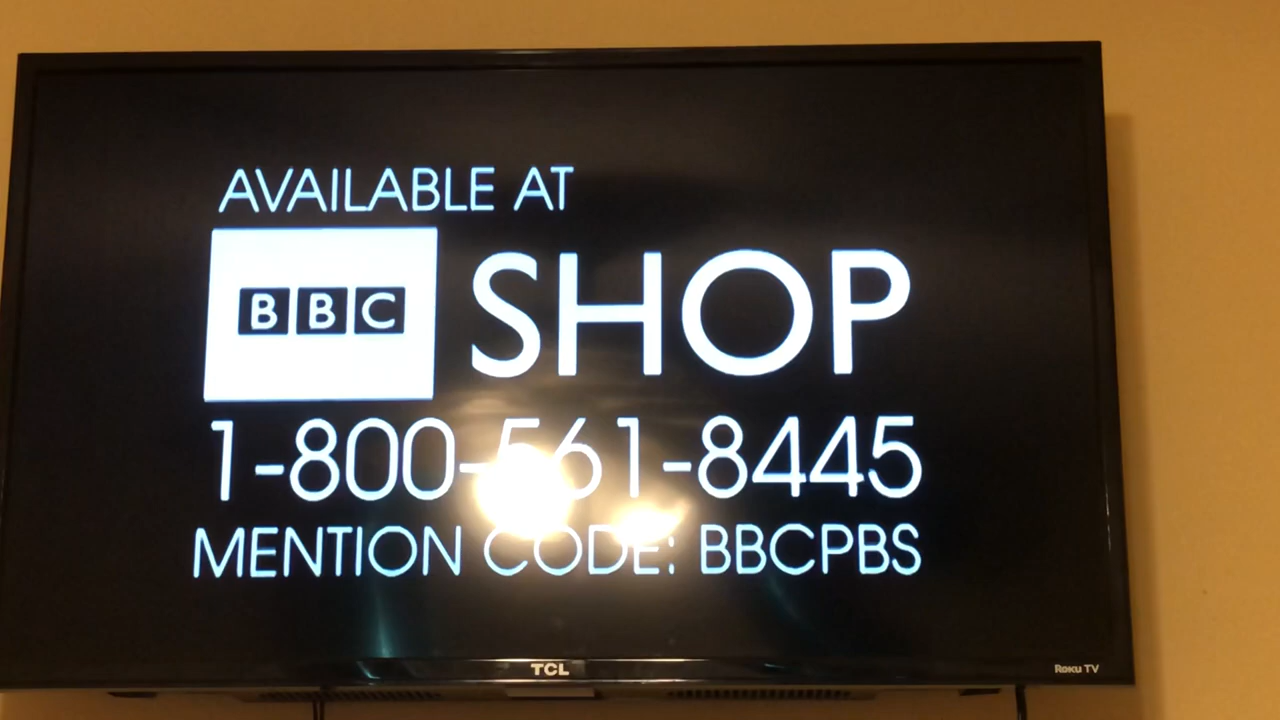 AVAILABLE AT
BBC SHOP
1-800-561-8445
MENTION CODE: BBCPBS
TCL
Roku TV